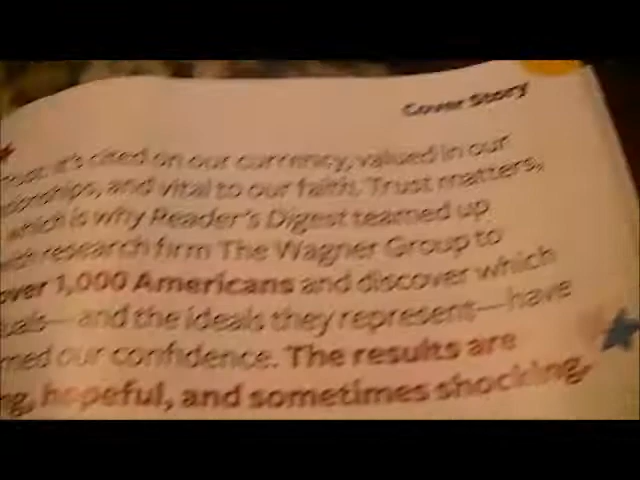 Cover Story
Trust. It's cited on our currency, valued in our
and vital to our faith. Trust matters,
which is why Reader's Digest teamed up
research firm The Wagner Group to
over 1,000 Americans and discover which
—and the ideals they represent—have
our confidence. The results are
hopeful, and sometimes shocking.